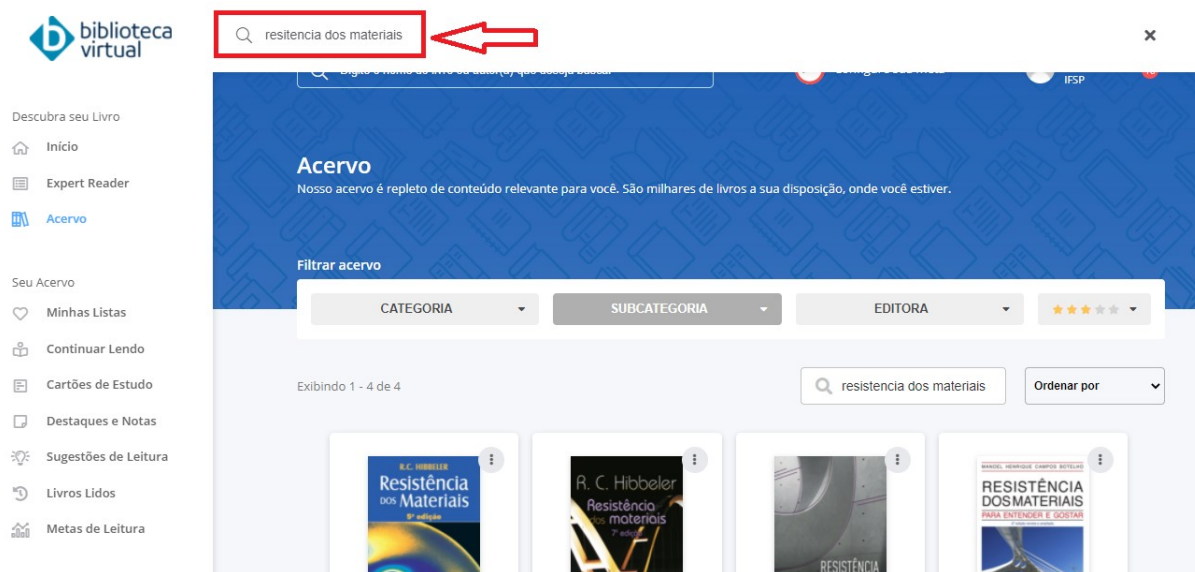 biblioteca
virtual
resitencia dos materiais
IFSP
Descubra seu Livro
Início
Expert Reader
Acervo
Seu Acervo
Minhas Listas
Continuar Lendo
Cartões de Estudo
Destaques e Notas
Sugestões de Leitura
Livros Lidos
Metas de Leitura
Acervo
Nosso acervo é repleto de conteúdo relevante para você. São milhares de livros a sua disposição, onde você estiver.
Filtrar acervo
CATEGORIA
SUBCATEGORIA
EDITORA
Exibindo 1 - 4 de 4
resistencia dos materiais
Ordenar por
R.C. HIBBELER
Resistência
DOS Materiais
5ª edição
R. C. Hibbeler
Resistência
dos materiais
7ª edição
RESISTÊNCIA
MANOEL HENRIQUE CAMPOS BOTELHO
RESISTÊNCIA
DOS MATERIAIS
PARA ENTENDER E GOSTAR